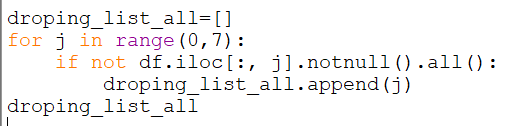 droping_list_all=[]
for j in range(0,7):
    if not df.iloc[:, j].notnull().all():
        droping_list_all.append(j)
droping_list_all